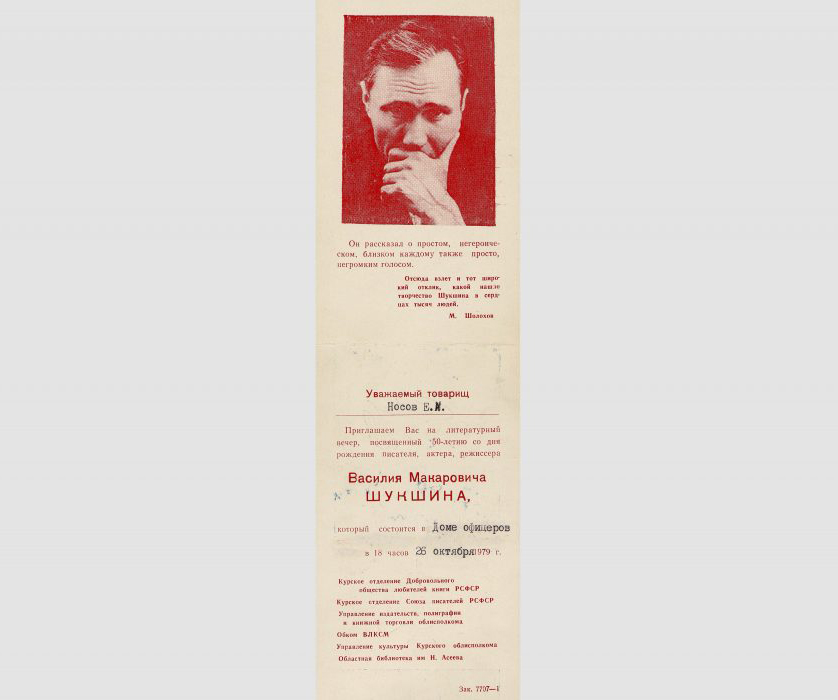 Он рассказал о простом, негероиче-
ском, близком каждому также просто,
негромким голосом.
Отсюда взлет и тот широ-
кий отклик, какой нашло
творчество Шукшина в серд-
цах тысяч людей.
М. Шолохов
Уважаемый товарищ
Носов Е.И.
Приглашаем Вас на литературный
вечер, посвященный 50-летию со дня
рождения писателя, актера, режиссера
Василия Макаровича
ШУКШИНА,
который состоится в Доме офицеров
в 18 часов 26 октября 1979 г.
Курское отделение Добровольного
общества любителей книги РСФСР
Курское отделение Союза писателей РСФСР
Управление издательств, полиграфии
и книжной торговли облисполкома
Обком ВЛКСМ
Управление культуры Курского облисполкома
Областная библиотека им Н. Асеева
Зак. 7707—1